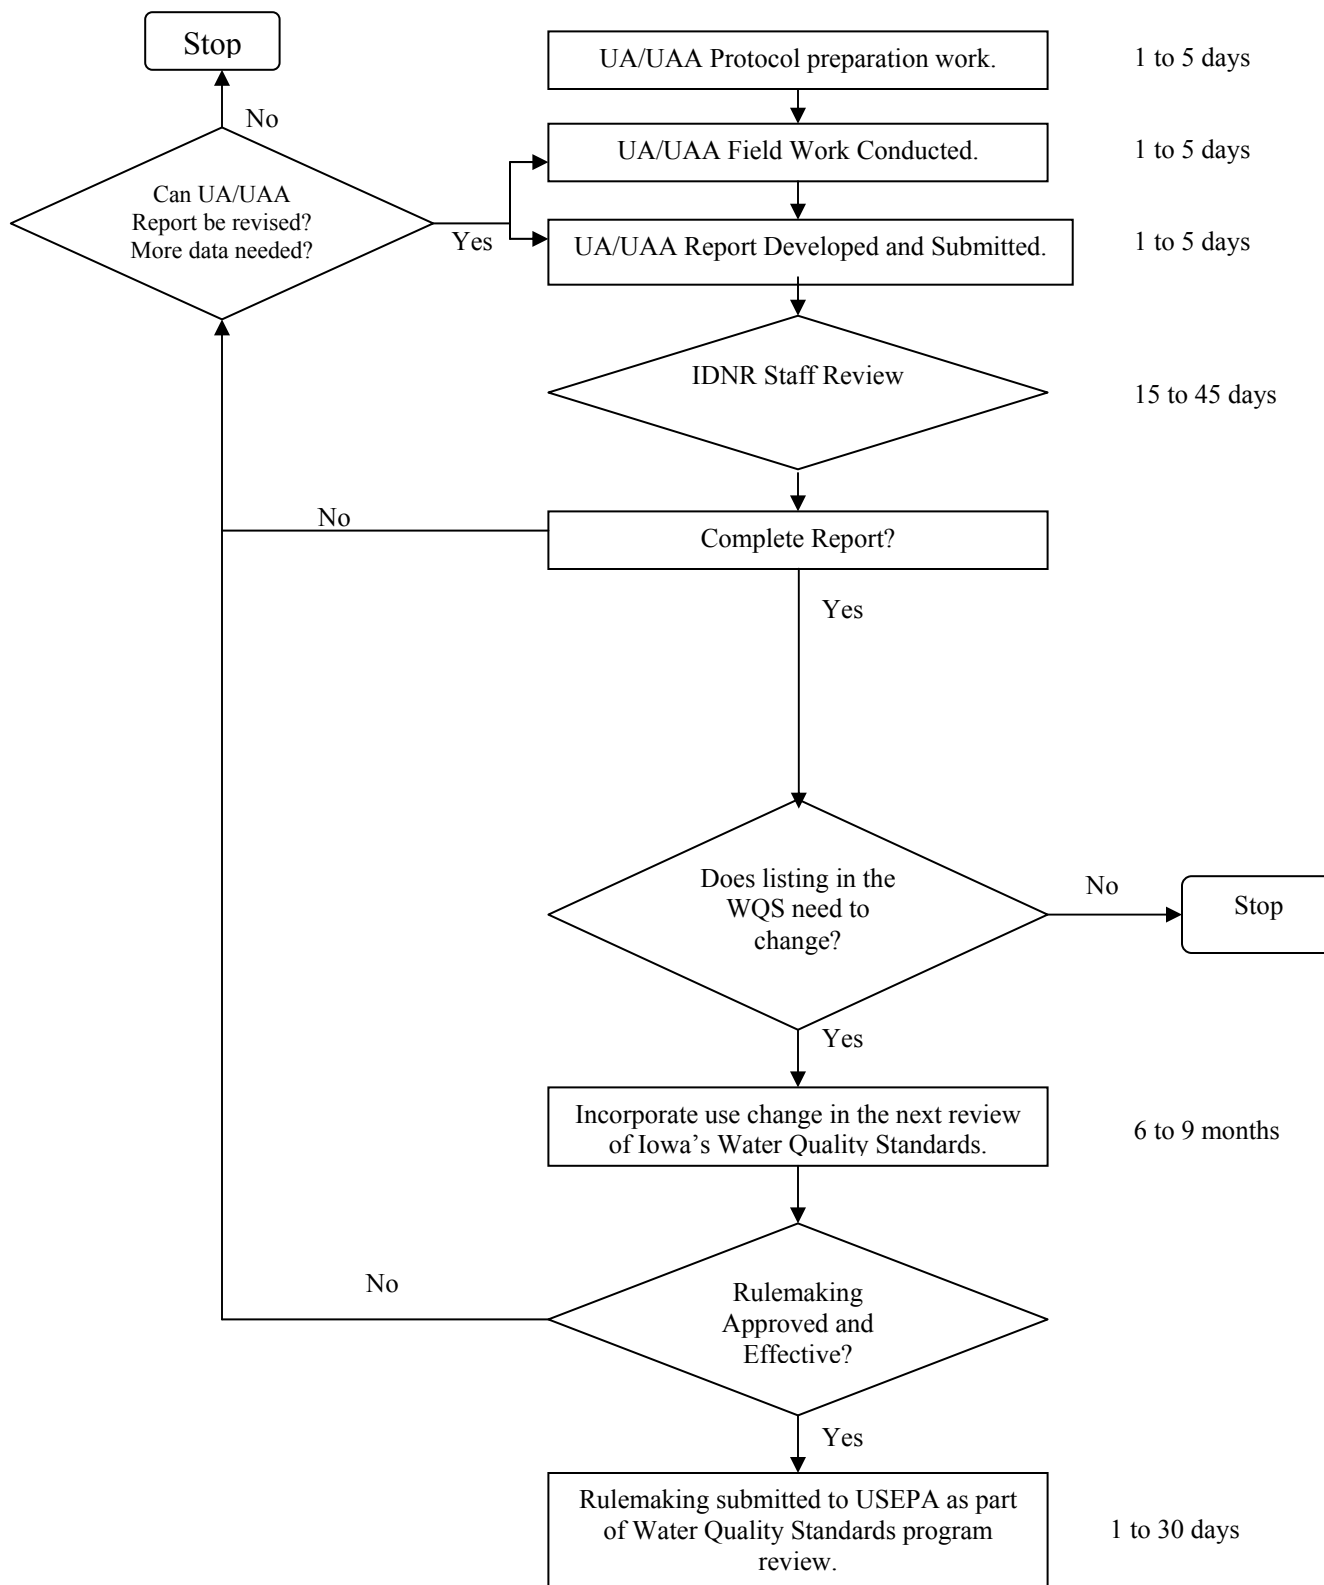 Stop
UA/UAA Protocol preparation work.
1 to 5 days
No
UA/UAA Field Work Conducted.
1 to 5 days
Can UA/UAA
Report be revised?
More data needed?
Yes
UA/UAA Report Developed and Submitted.
1 to 5 days
IDNR Staff Review
15 to 45 days
No
Complete Report?
Yes
Does listing in the
WQS need to
change?
No
Stop
Yes
Incorporate use change in the next review
of Iowa's Water Quality Standards.
6 to 9 months
No
Rulemaking
Approved and
Effective?
Yes
Rulemaking submitted to USEPA as part
of Water Quality Standards program
review.
1 to 30 days